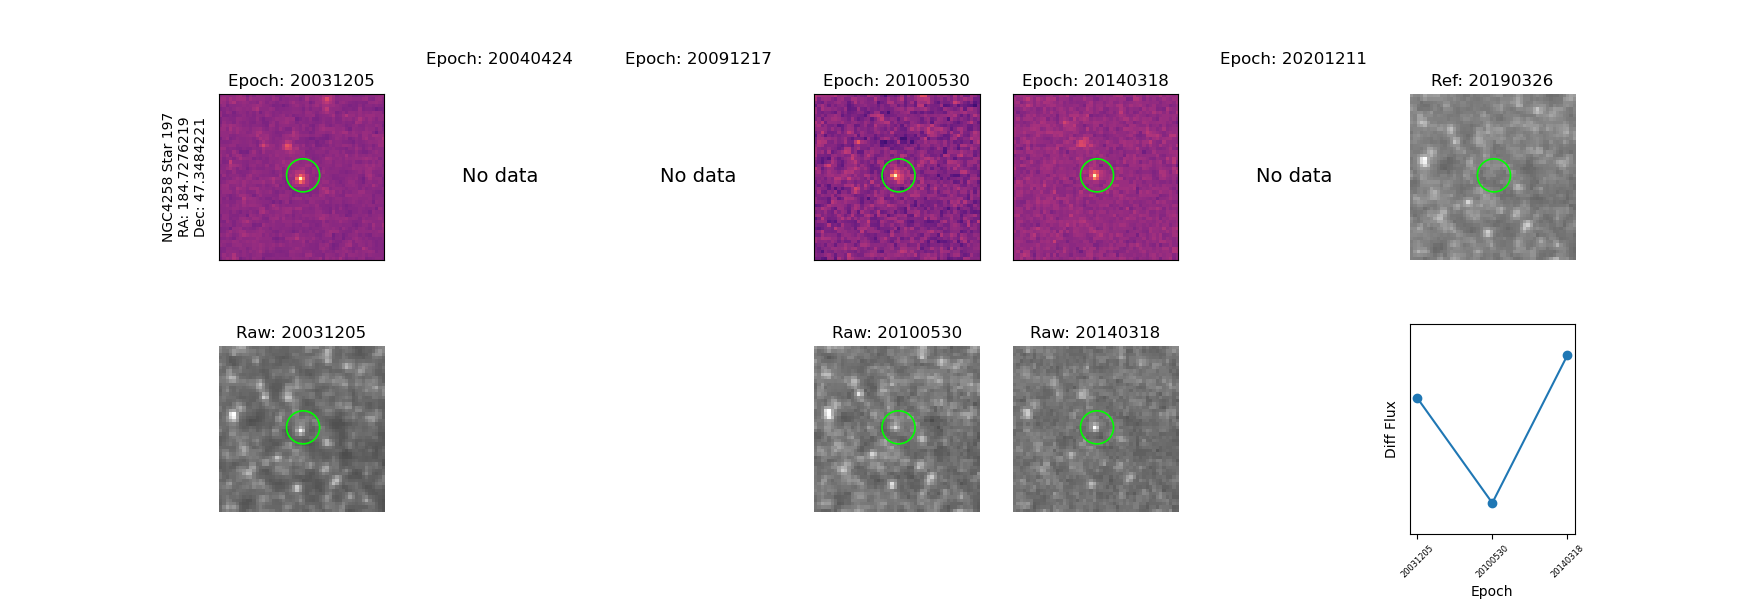 Epoch: 20040424
Epoch: 20091217
Epoch: 20201211
Epoch: 20031205
Epoch: 20100530
Epoch: 20140318
Ref: 20190326
NGC4258 Star 197
RA: 184.7276219
Dec: 47.3484221
No data
No data
No data
Raw: 20031205
Raw: 20100530
Raw: 20140318
Diff Flux
20031205
20100530
20140318
Epoch